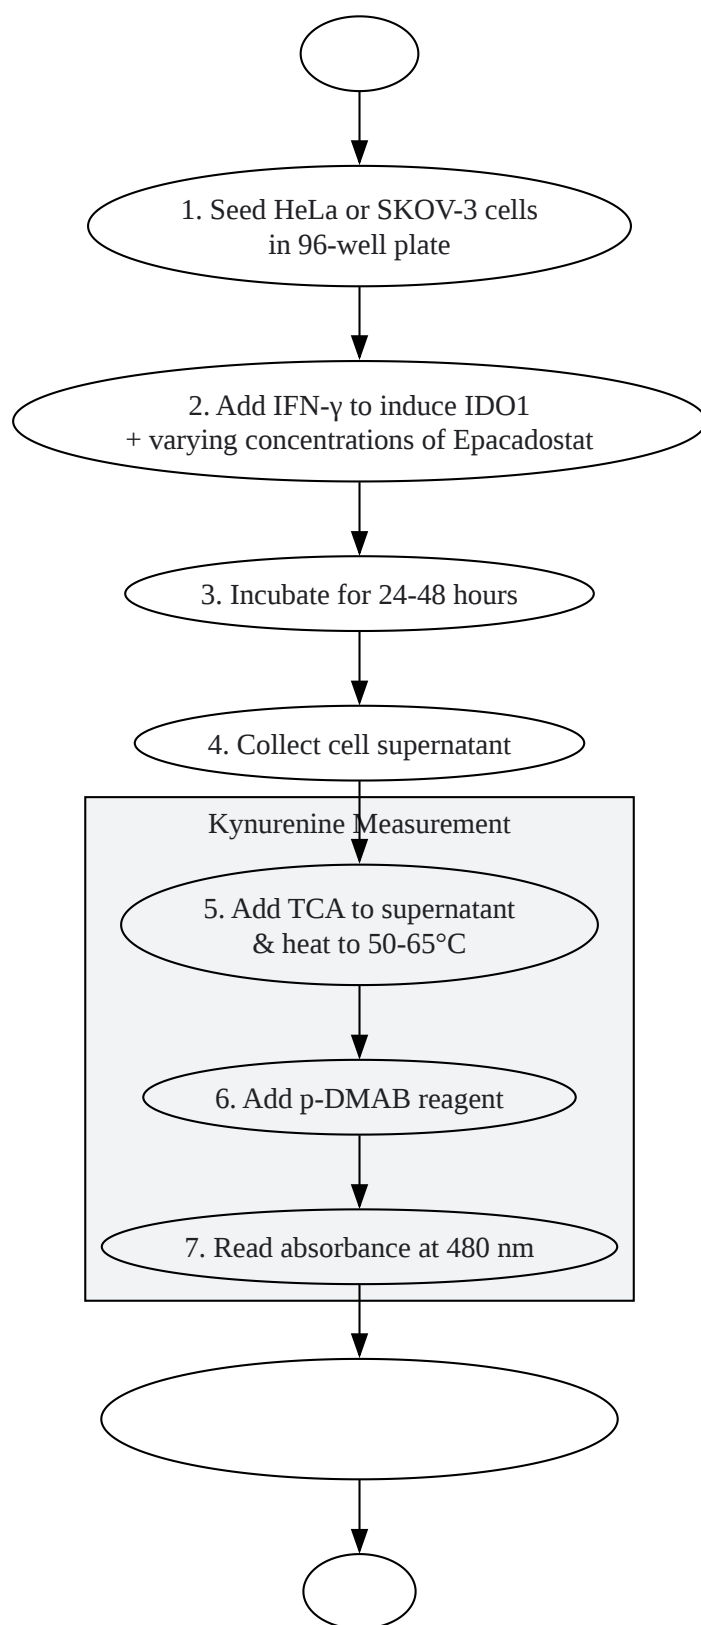 1. Seed HeLa or SKOV-3 cells
in 96-well plate
2. Add IFN-γ to induce IDO1
+ varying concentrations of Epacadostat
3. Incubate for 24-48 hours
4. Collect cell supernatant
Kynurenine Measurement
5. Add TCA to supernatant
& heat to 50-65°C
6. Add p-DMAB reagent
7. Read absorbance at 480 nm